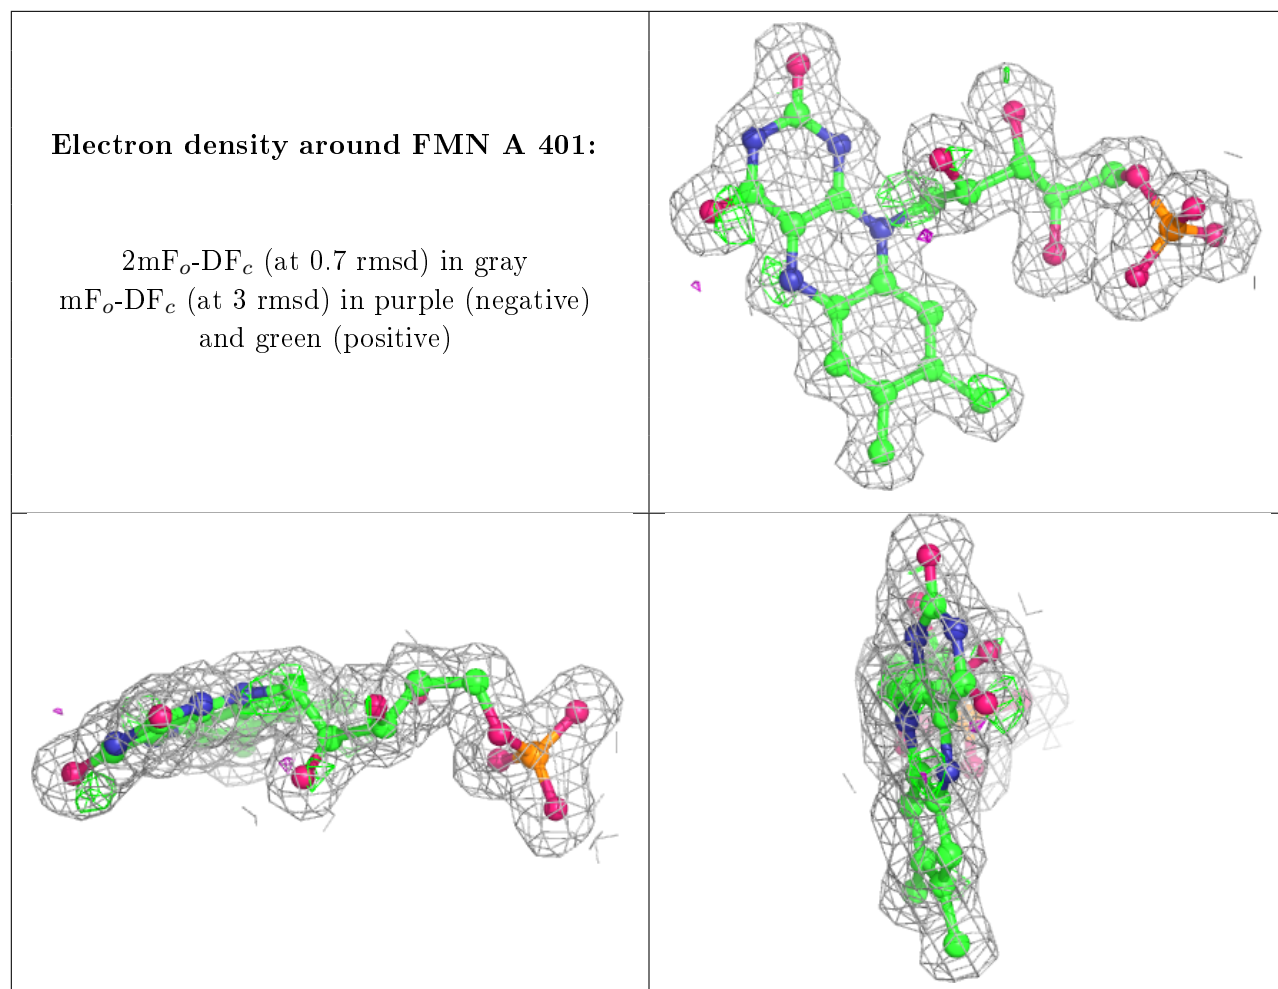 Electron density around FMN A 401:
2mFo-DFc (at 0.7 rmsd) in gray
mFo-DFc (at 3 rmsd) in purple (negative)
and green (positive)